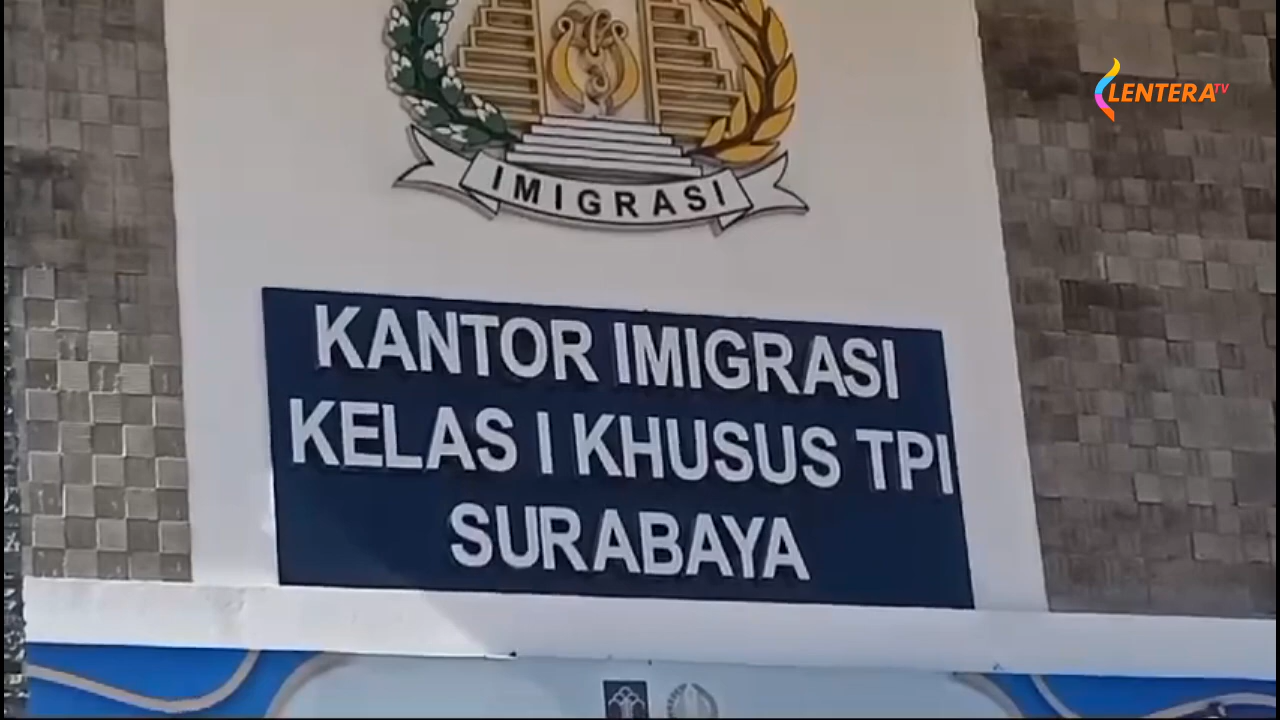 LENTERA TV
IMIGRASI
KANTOR IMIGRASI
KELAS I KHUSUS TPI
SURABAYA